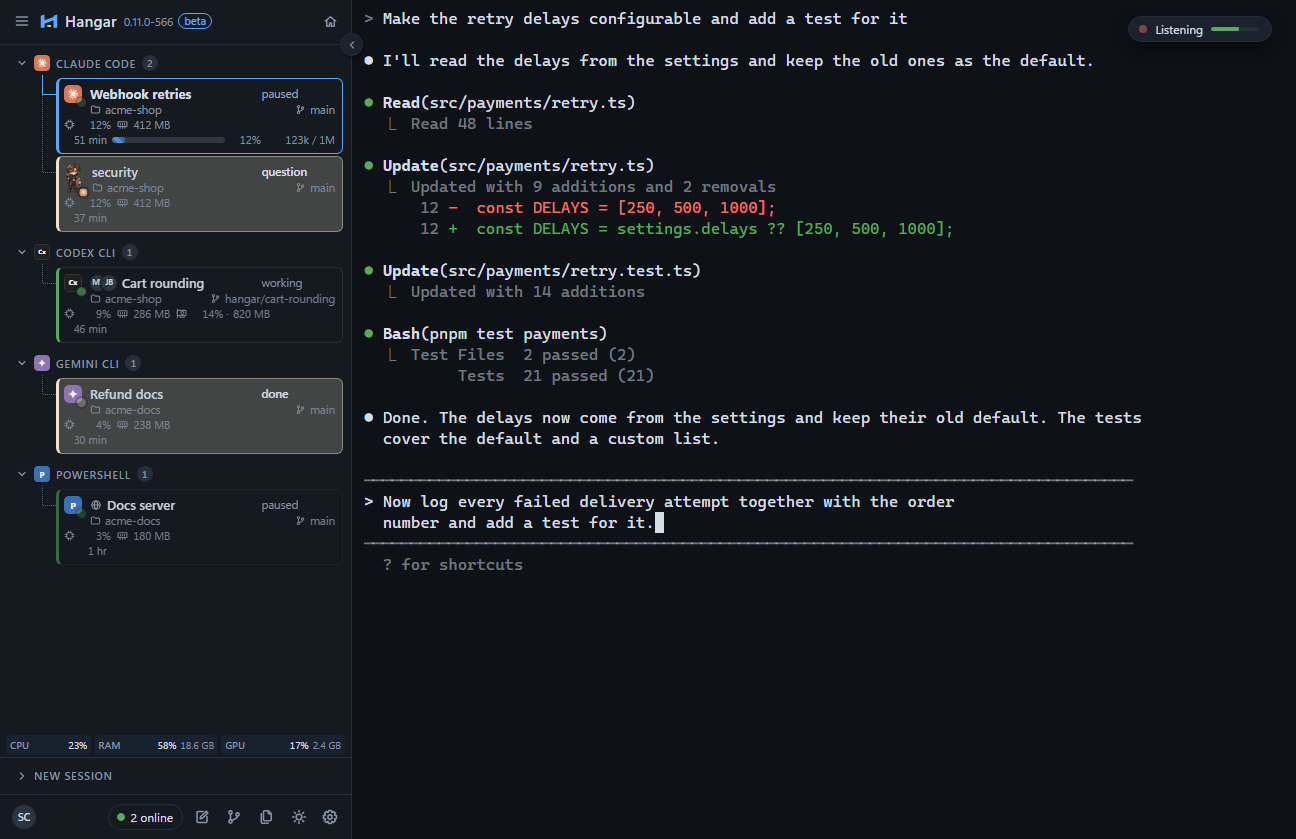 Hangar 0.11.0-566 beta
CLAUDE CODE 2
Webhook retries paused
acme-shop main
12% 412 MB
51 min 12% 123k / 1M
security question
acme-shop main
12% 412 MB
37 min
Cx CODEX CLI 1
Cx M JB Cart rounding working
acme-shop hangar/cart-rounding
9% 286 MB 14% · 820 MB
46 min
GEMINI CLI 1
Refund docs done
acme-docs main
4% 238 MB
30 min
P POWERSHELL 1
P Docs server paused
acme-docs main
3% 180 MB
1 hr
CPU 23% RAM 58% 18.6 GB GPU 17% 2.4 GB
NEW SESSION
SC 2 online
> Make the retry delays configurable and add a test for it
Listening
● I'll read the delays from the settings and keep the old ones as the default.
● Read(src/payments/retry.ts)
⎿ Read 48 lines
● Update(src/payments/retry.ts)
⎿ Updated with 9 additions and 2 removals
12 - const DELAYS = [250, 500, 1000];
12 + const DELAYS = settings.delays ?? [250, 500, 1000];
● Update(src/payments/retry.test.ts)
⎿ Updated with 14 additions
● Bash(pnpm test payments)
⎿ Test Files 2 passed (2)
Tests 21 passed (21)
● Done. The delays now come from the settings and keep their old default. The tests
cover the default and a custom list.
> Now log every failed delivery attempt together with the order
number and add a test for it.
? for shortcuts